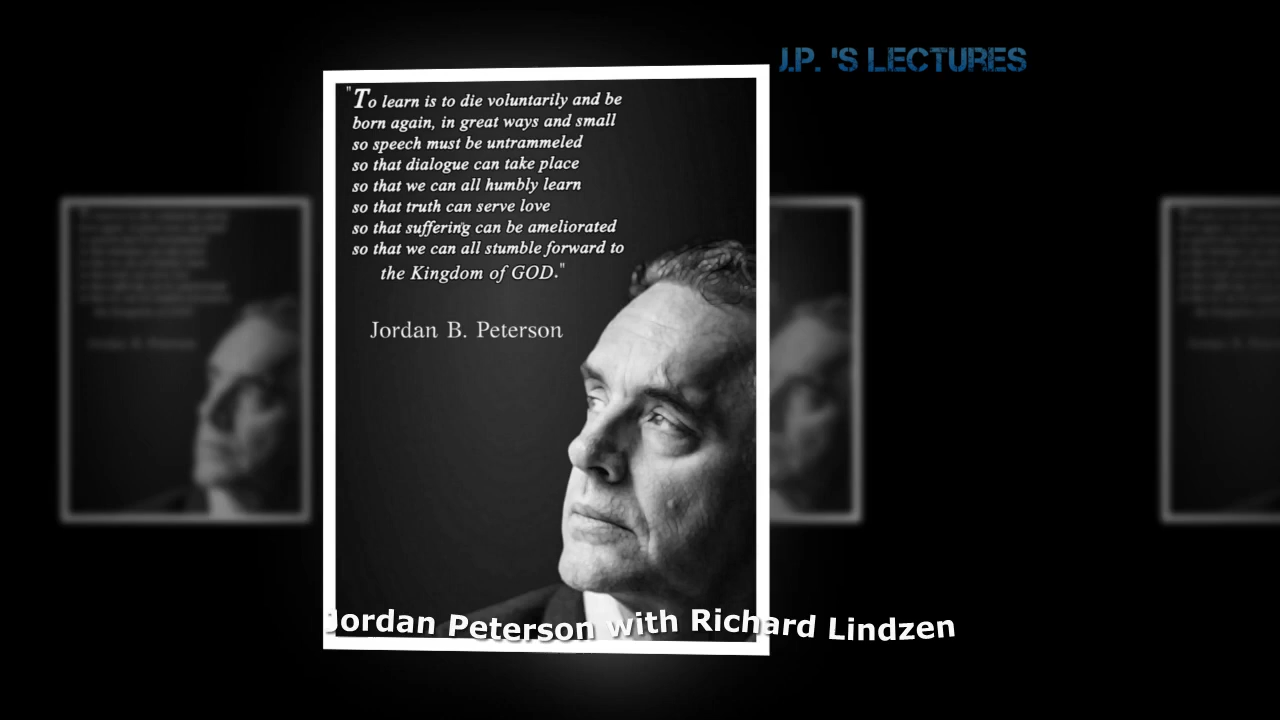 J.P. 'S LECTURES
"To learn is to die voluntarily and be
born again, in great ways and small
so speech must be untrammeled
so that dialogue can take place
so that we can all humbly learn
so that truth can serve love
so that suffering can be ameliorated
so that we can all stumble forward to
the Kingdom of GOD."
Jordan B. Peterson
Jordan Peterson with Richard Lindzen